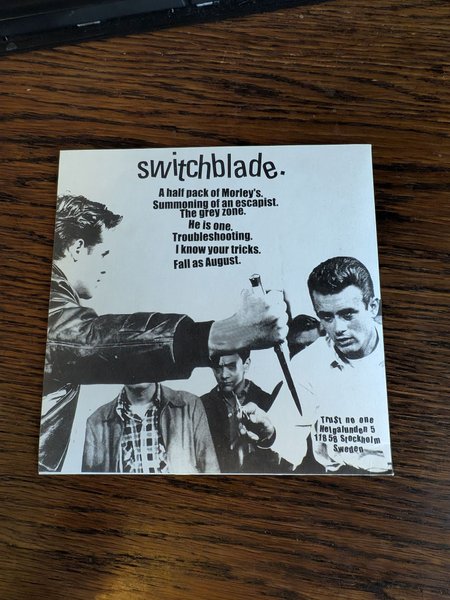 switchblade.
A half pack of Morley's.
Summoning of an escapist.
The grey zone.
He is one.
Troubleshooting.
I know your tricks.
Fall as August.
Tru$t no one
Helgalunden 5
11858 Stockholm
Sweden